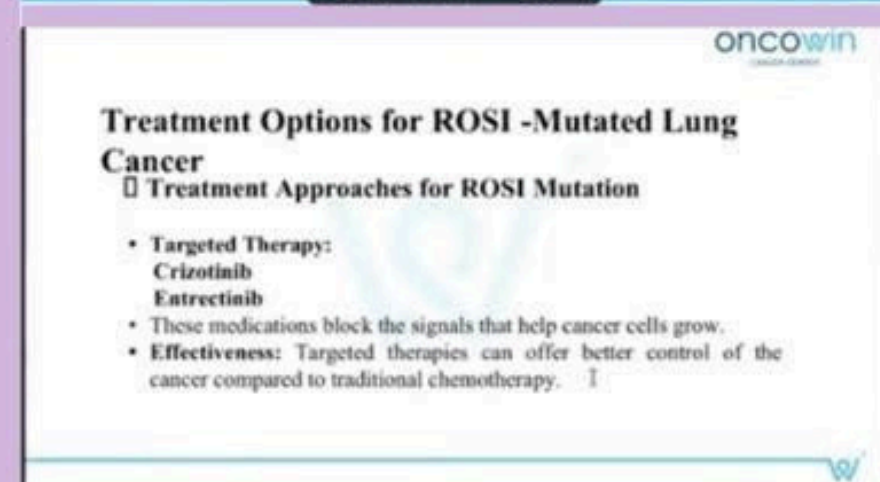 oncowin
Treatment Options for ROSI -Mutated Lung
Cancer
Treatment Approaches for ROSI Mutation
• Targeted Therapy:
Crizotinib
Entrectinib
• These medications block the signals that help cancer cells grow.
• Effectiveness: Targeted therapies can offer better control of the
cancer compared to traditional chemotherapy.